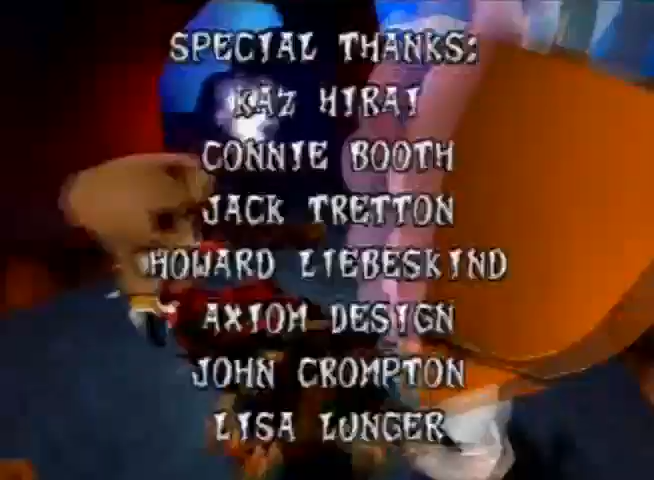 SPECIAL THANKS:
KAZ HIRAI
CONNIE BOOTH
JACK TRETTON
HOWARD LIEBESKIND
AXIOM DESIGN
JOHN CROMPTON
LISA LUNGER